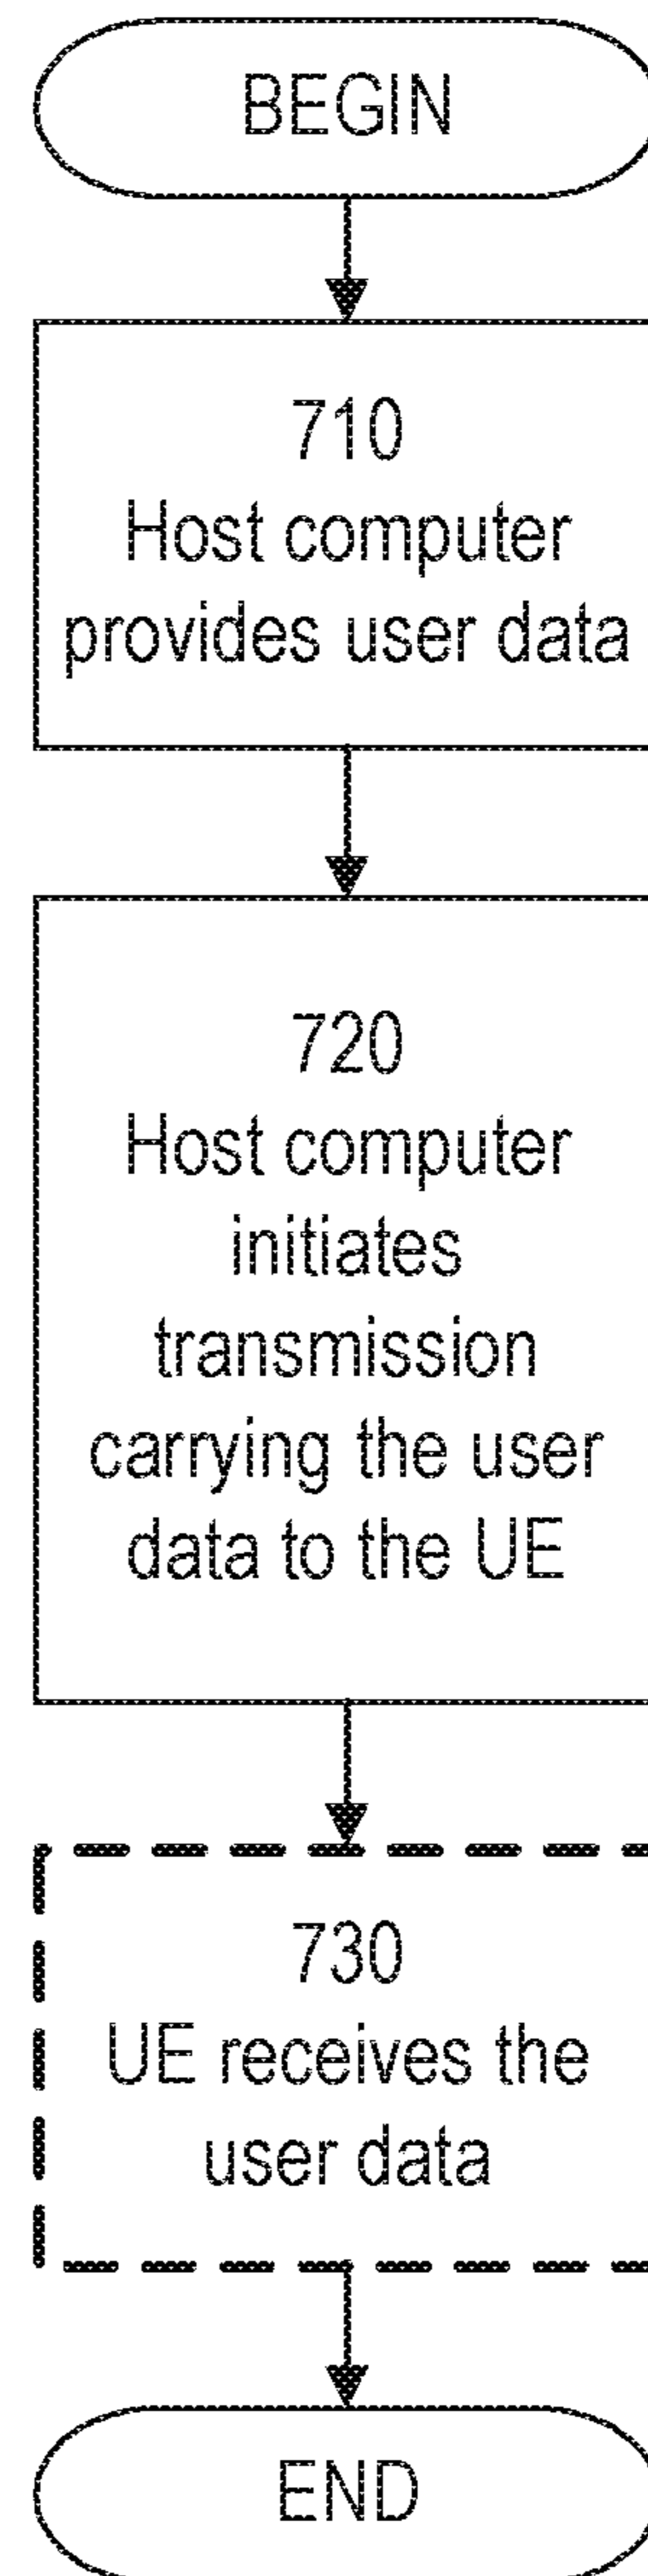 BEGIN
710
Host computer
provides user data
720
Host computer
initiates
transmission
carrying the user
data to the UE
730
UE receives the
user data
END